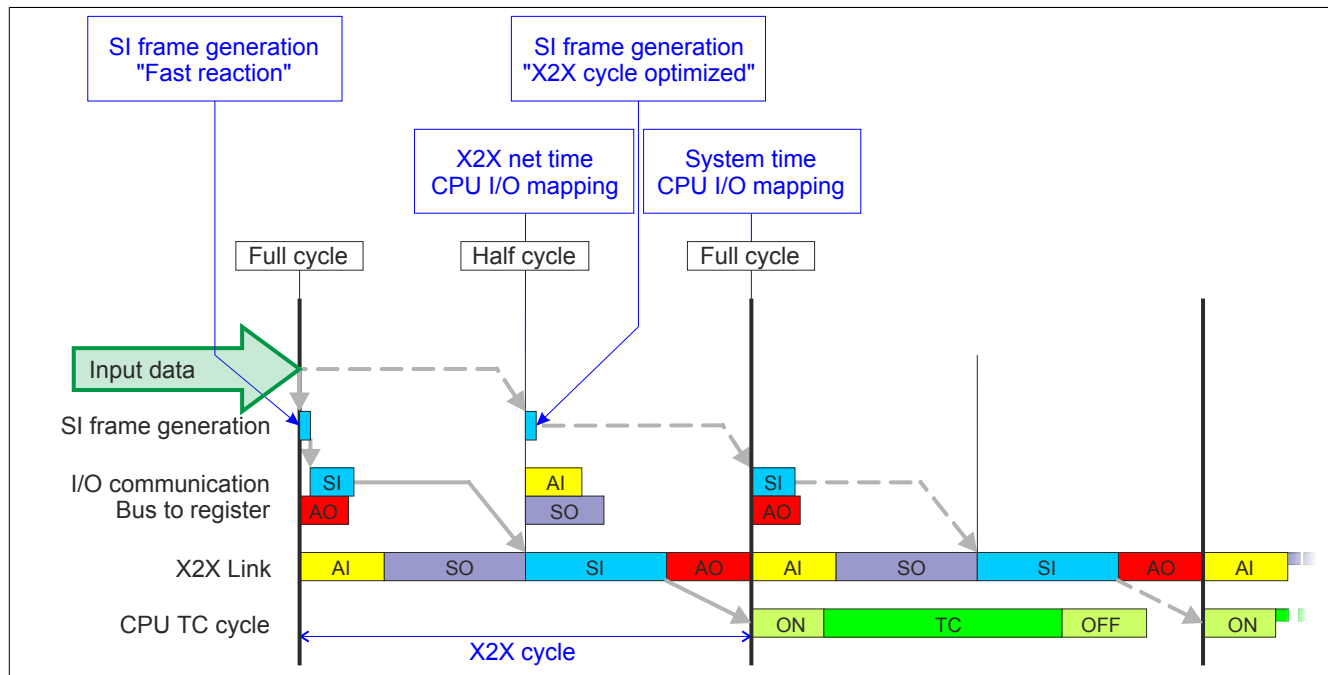 SI frame generation
"Fast reaction"
SI frame generation
"X2X cycle optimized"
X2X net time
CPU I/O mapping
System time
CPU I/O mapping
Full cycle
Half cycle
Full cycle
Input data
SI frame generation
I/O communication
Bus to register
SI
AO
AI
SO
SI
AO
X2X Link
AI
SO
SI
AO
AI
SO
SI
AO
AI
CPU TC cycle
ON
TC
OFF
ON
X2X cycle